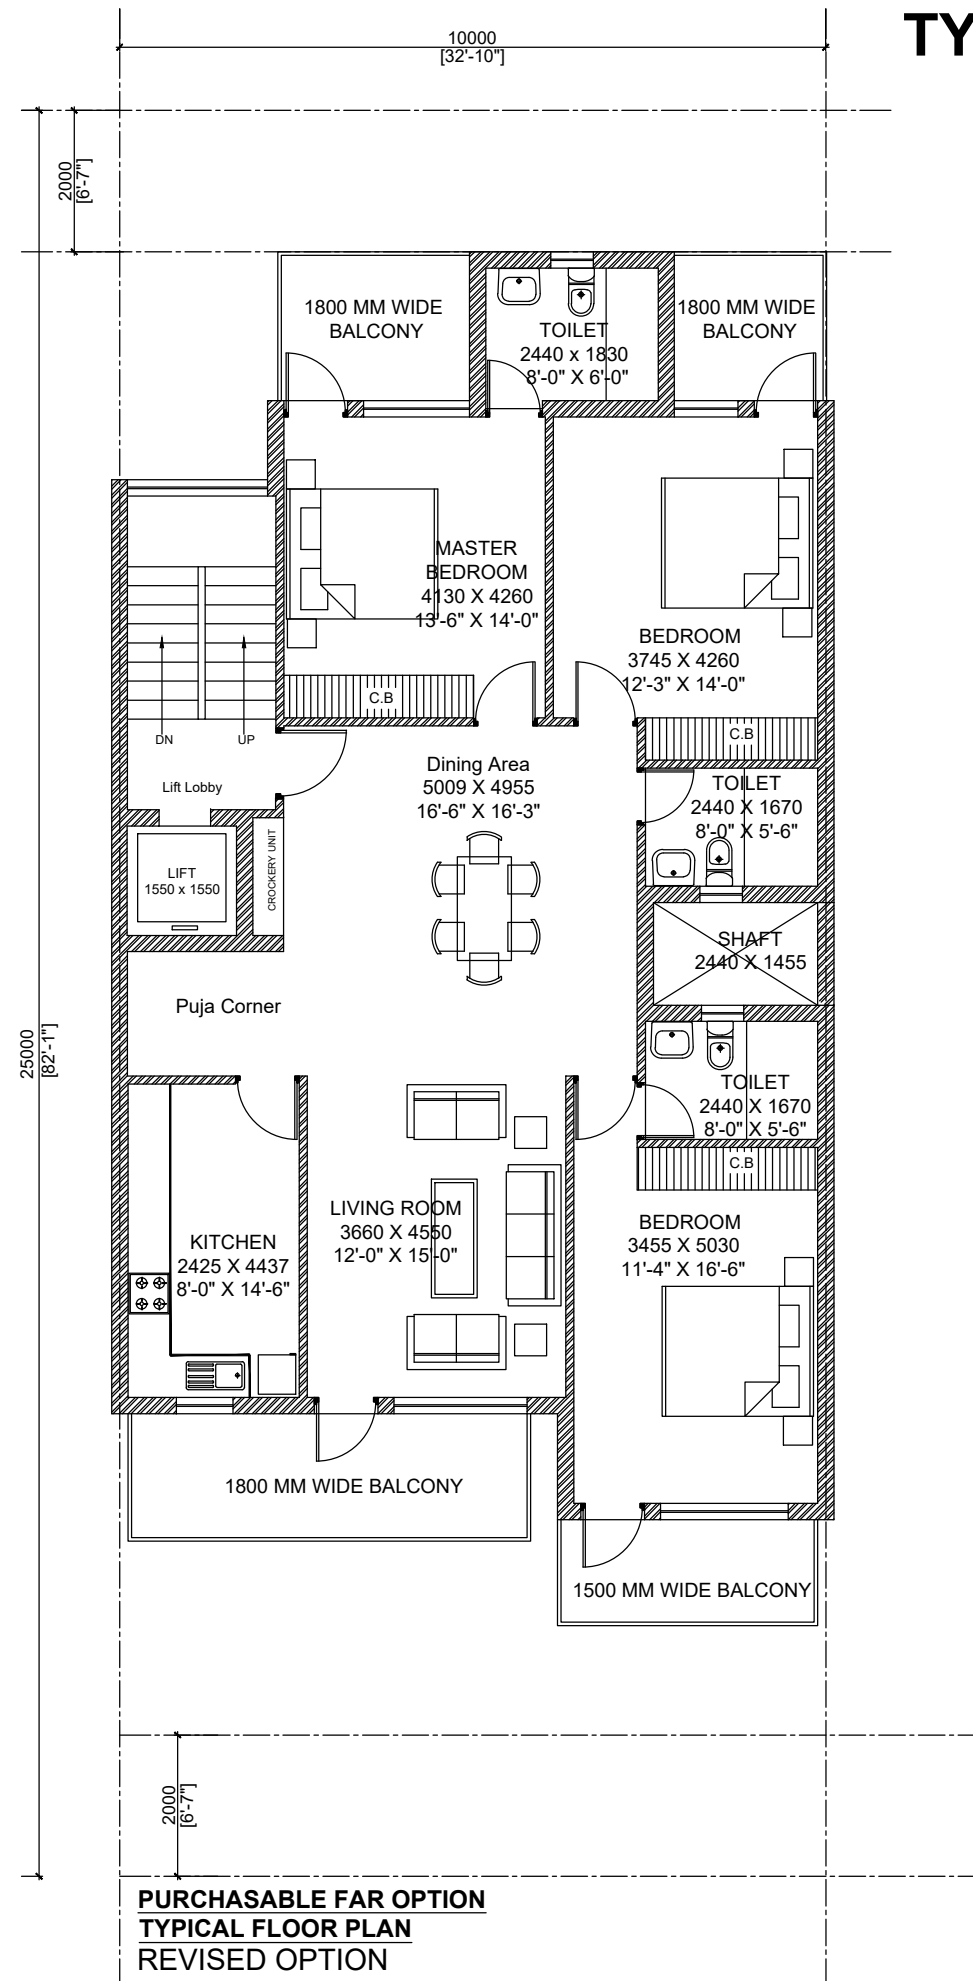 TY
10000
[32'-10"]
2000
[6'-7"]
1800 MM WIDE
BALCONY
TOILET
2440 x 1830
8'-0" X 6'-0"
1800 MM WIDE
BALCONY
MASTER
BEDROOM
4130 X 4260
13'-6" X 14'-0"
BEDROOM
3745 X 4260
12'-3" X 14'-0"
C.B
C.B
DN
UP
Lift Lobby
Dining Area
5009 X 4955
16'-6" X 16'-3"
TOILET
2440 X 1670
8'-0" X 5'-6"
LIFT
1550 x 1550
CROCKERY UNIT
SHAFT
2440 X 1455
Puja Corner
25000
[82'-1"]
TOILET
2440 X 1670
8'-0" X 5'-6"
C.B
KITCHEN
2425 X 4437
8'-0" X 14'-6"
LIVING ROOM
3660 X 4550
12'-0" X 15'-0"
BEDROOM
3455 X 5030
11'-4" X 16'-6"
1800 MM WIDE BALCONY
1500 MM WIDE BALCONY
2000
[6'-7"]
PURCHASABLE FAR OPTION
TYPICAL FLOOR PLAN
REVISED OPTION